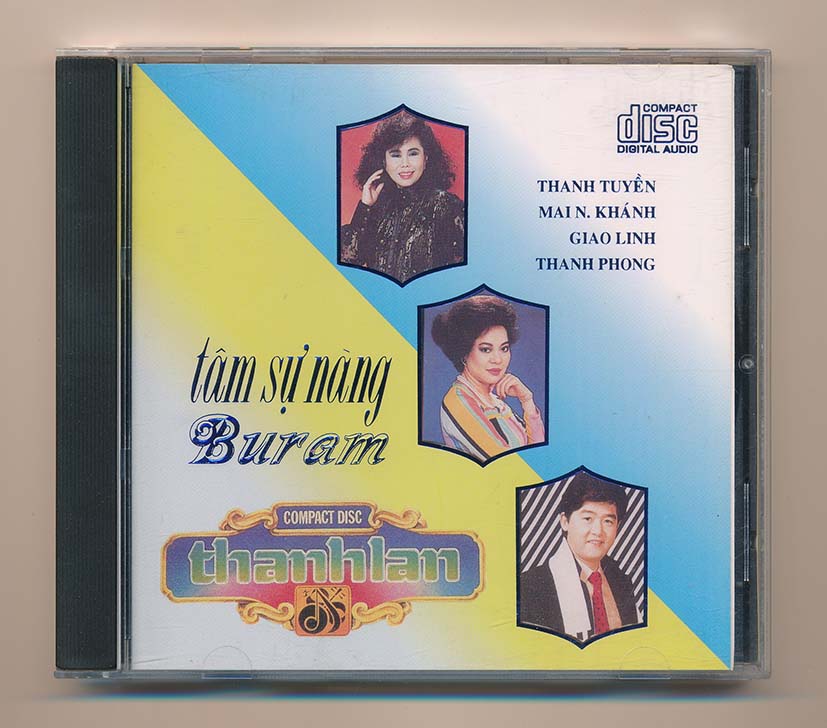 COMPACT
disc
DIGITAL AUDIO
THANH TUYỀN
MAI N. KHÁNH
GIAO LINH
THANH PHONG
tâm sự nàng
Buram
COMPACT DISC
thanhlan